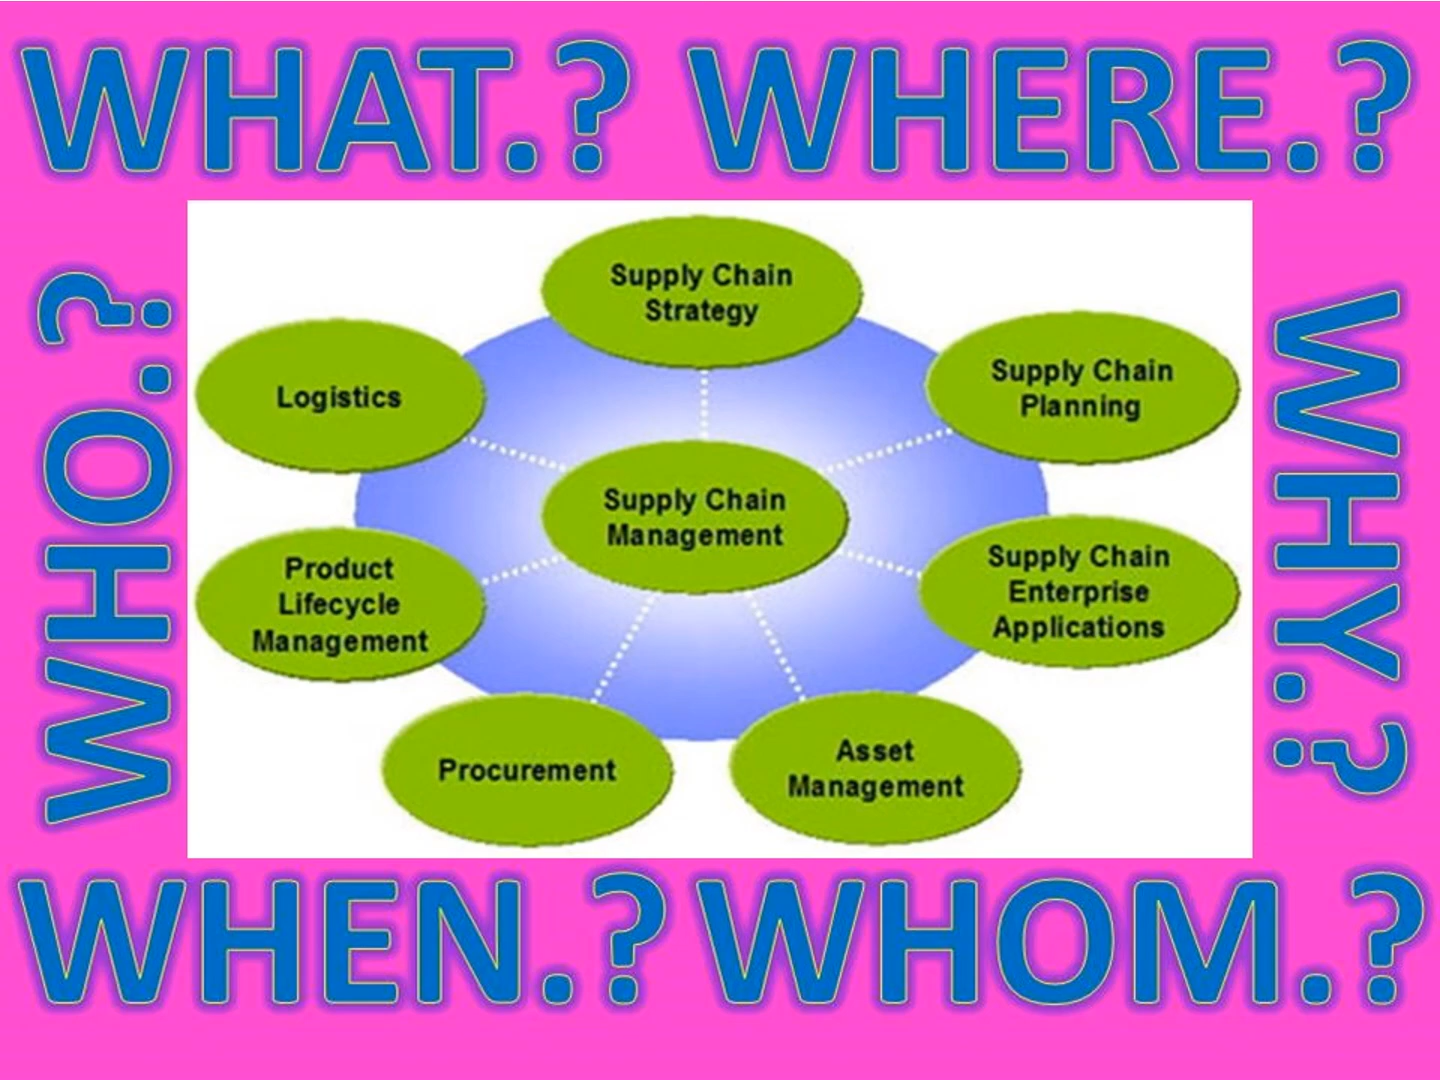 WHAT.? WHERE.?
WHO.?
WHY.?
Supply Chain
Strategy
Logistics
Supply Chain
Planning
Supply Chain
Management
Product
Lifecycle
Management
Supply Chain
Enterprise
Applications
Procurement
Asset
Management
WHEN.? WHOM.?